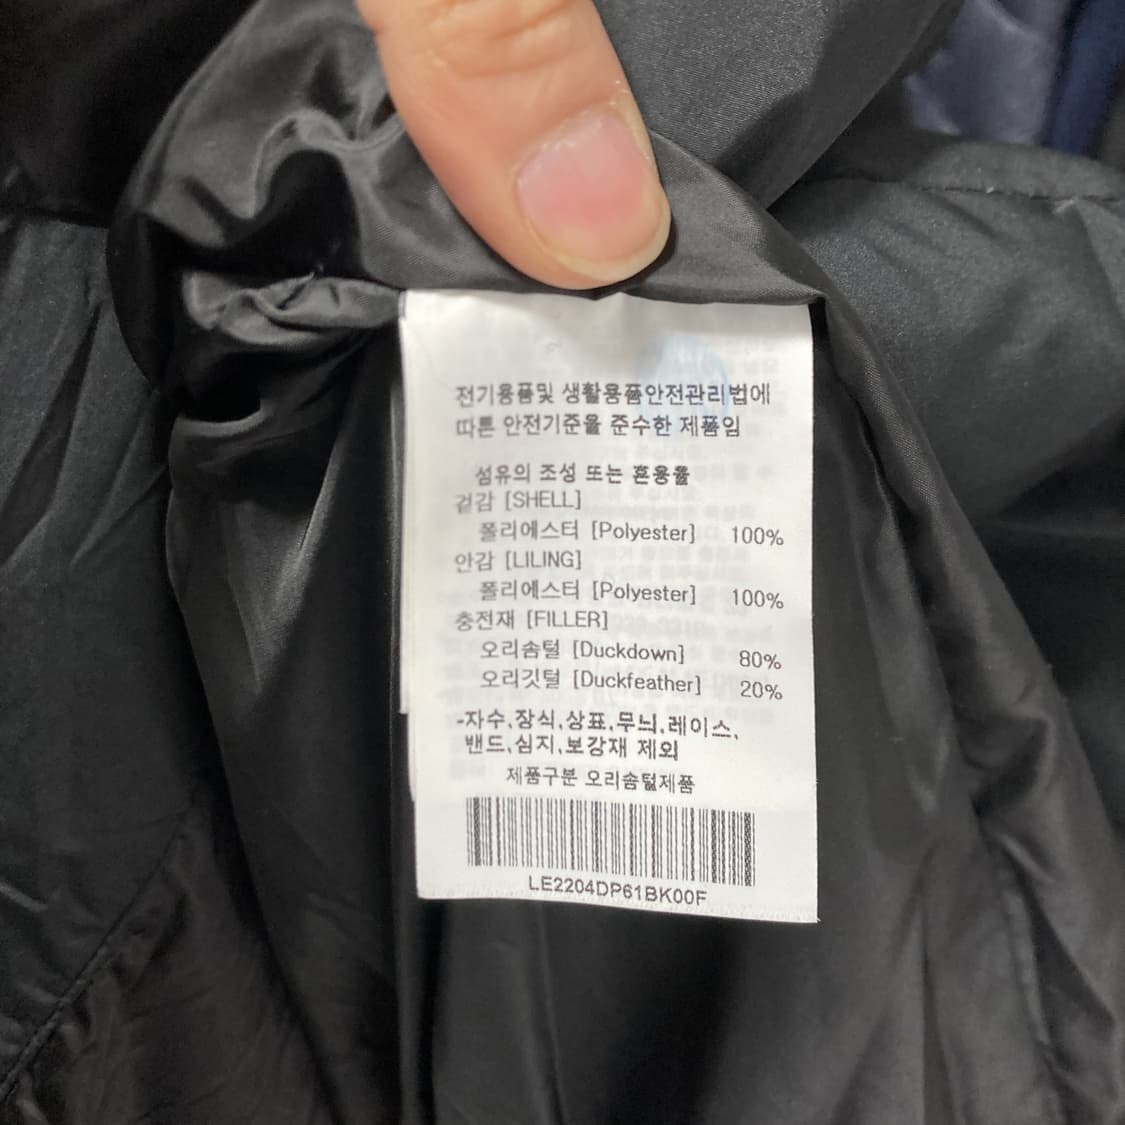 전기용품및 생활용품안전관리법에
따른 안전기준을 준수한 제품임
섬유의 조성 또는 혼용율
겉감 [SHELL]
폴리에스터 [Polyester] 100%
안감 [LILING]
폴리에스터 [Polyester] 100%
충전재 [FILLER]
오리솜털 [Duckdown] 80%
오리깃털 [Duckfeather] 20%
-자수,장식,상표,무늬,레이스,
밴드,심지,보강재 제외
제품구분 오리솜털제품
LE2204DP61BK00F